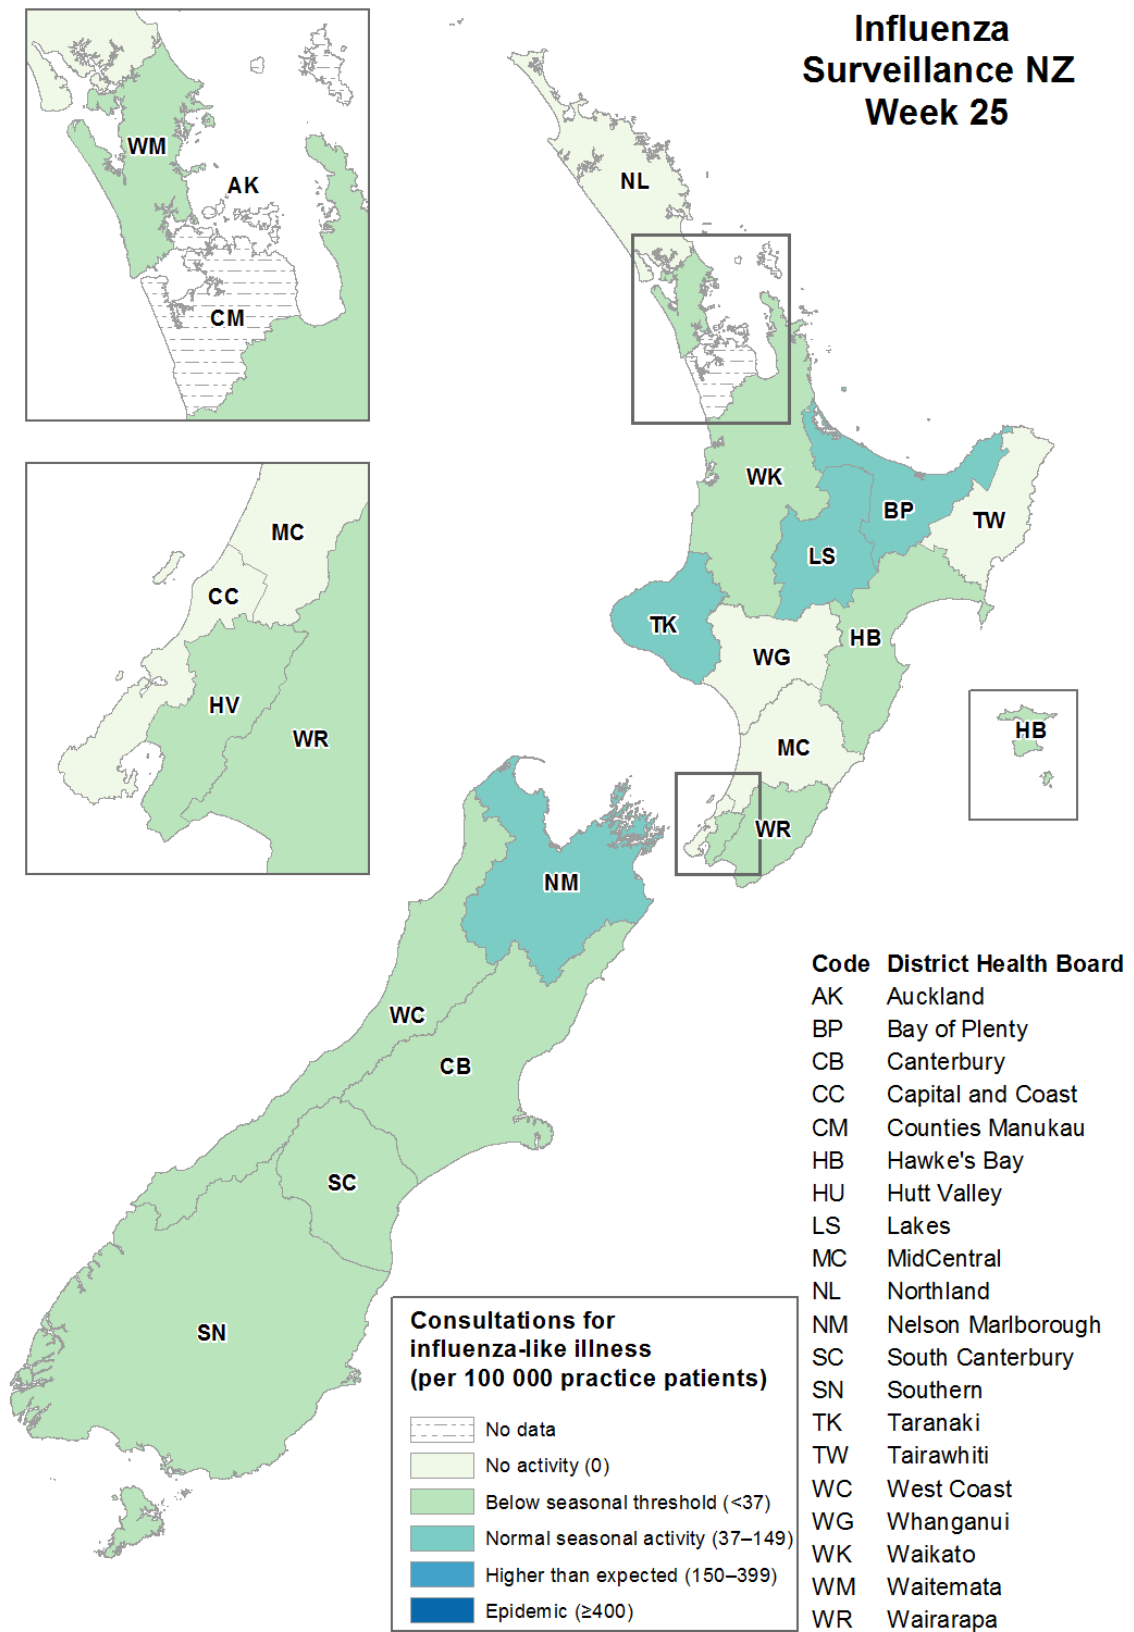 Influenza
Surveillance NZ
Week 25
WM
AK
CM
NL
WK
BP
TW
LS
TK
WG
HB
MC
WR
HB
MC
CC
HV
WR
NM
WC
CB
SC
SN
Code District Health Board
AK Auckland
BP Bay of Plenty
CB Canterbury
CC Capital and Coast
CM Counties Manukau
HB Hawke's Bay
HU Hutt Valley
LS Lakes
MC MidCentral
NL Northland
NM Nelson Marlborough
SC South Canterbury
SN Southern
TK Taranaki
TW Tairawhiti
WC West Coast
WG Whanganui
WK Waikato
WM Waitemata
WR Wairarapa
Consultations for
influenza-like illness
(per 100 000 practice patients)
No data
No activity (0)
Below seasonal threshold (<37)
Normal seasonal activity (37–149)
Higher than expected (150–399)
Epidemic (≥400)